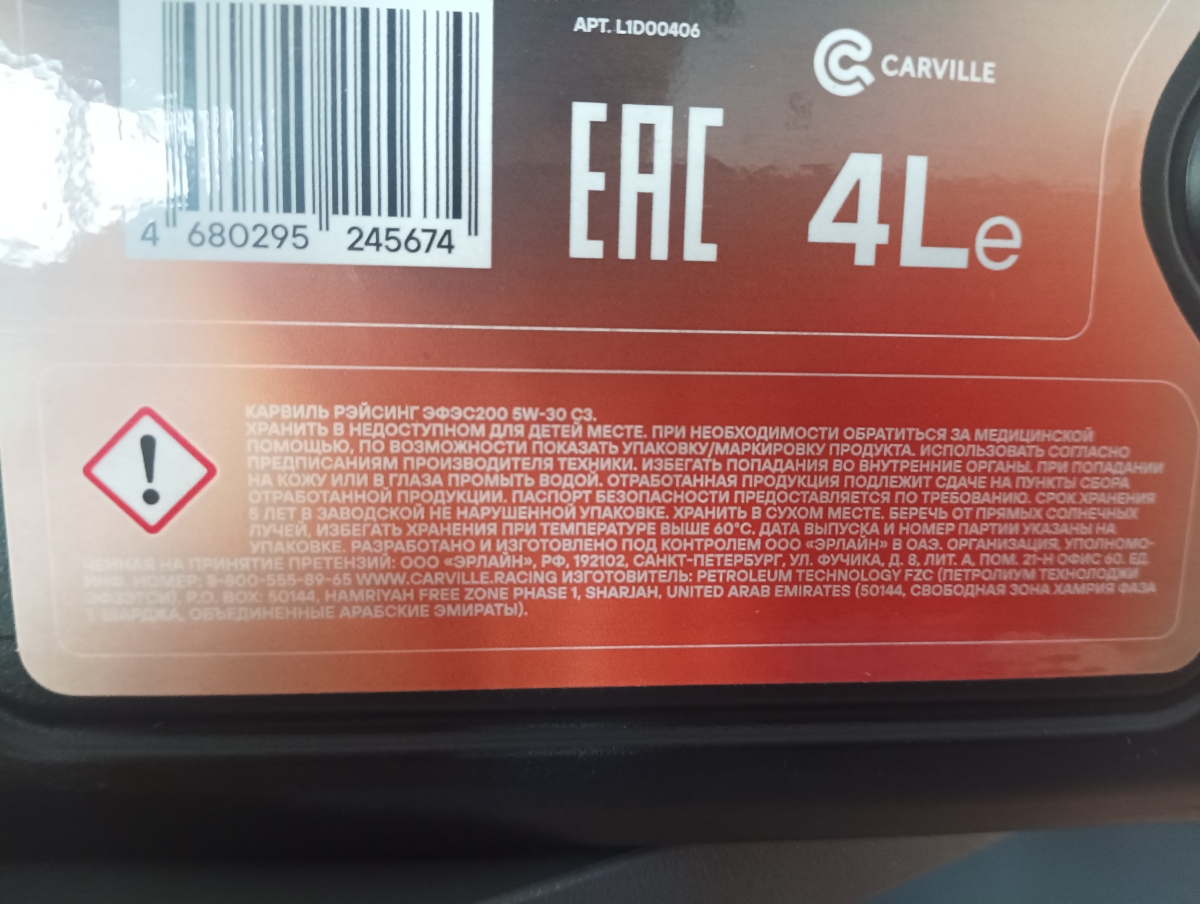 АРТ. L1D00406
CARVILLE
EAC
4Le
4 680295 245674
КАРВИЛЬ РЭЙСИНГ ЭФЭС200 5W-30 С3.
ХРАНИТЬ В НЕДОСТУПНОМ ДЛЯ ДЕТЕЙ МЕСТЕ. ПРИ НЕОБХОДИМОСТИ ОБРАТИТЬСЯ ЗА МЕДИЦИНСКОЙ
ПОМОЩЬЮ, ПО ВОЗМОЖНОСТИ ПОКАЗАТЬ УПАКОВКУ/МАРКИРОВКУ ПРОДУКТА. ИСПОЛЬЗОВАТЬ СОГЛАСНО
ПРЕДПИСАНИЯМ ПРОИЗВОДИТЕЛЯ ТЕХНИКИ. ИЗБЕГАТЬ ПОПАДАНИЯ ВО ВНУТРЕННИЕ ОРГАНЫ. ПРИ ПОПАДАНИИ
НА КОЖУ ИЛИ В ГЛАЗА ПРОМЫТЬ ВОДОЙ. ОТРАБОТАННАЯ ПРОДУКЦИЯ ПОДЛЕЖИТ СДАЧЕ НА ПУНКТЫ СБОРА
ОТРАБОТАННОЙ ПРОДУКЦИИ. ПАСПОРТ БЕЗОПАСНОСТИ ПРЕДОСТАВЛЯЕТСЯ ПО ТРЕБОВАНИЮ. СРОК ХРАНЕНИЯ
5 ЛЕТ В ЗАВОДСКОЙ НЕ НАРУШЕННОЙ УПАКОВКЕ. ХРАНИТЬ В СУХОМ МЕСТЕ. БЕРЕЧЬ ОТ ПРЯМЫХ СОЛНЕЧНЫХ
ЛУЧЕЙ, ИЗБЕГАТЬ ХРАНЕНИЯ ПРИ ТЕМПЕРАТУРЕ ВЫШЕ 60°С. ДАТА ВЫПУСКА И НОМЕР ПАРТИИ УКАЗАНЫ НА
УПАКОВКЕ. РАЗРАБОТАНО И ИЗГОТОВЛЕНО ПОД КОНТРОЛЕМ ООО «ЭРЛАЙН» В ОАЭ. ОРГАНИЗАЦИЯ, УПОЛНОМО-
ЧЕННАЯ НА ПРИНЯТИЕ ПРЕТЕНЗИЙ: ООО «ЭРЛАЙН», РФ, 192102, САНКТ-ПЕТЕРБУРГ, УЛ. ФУЧИКА, Д. 8, ЛИТ. А, ПОМ. 21-Н ОФИС 60. ЕД.
ИНФ. НОМЕР: 8-800-555-89-65 WWW.CARVILLE.RACING ИЗГОТОВИТЕЛЬ: PETROLEUM TECHNOLOGY FZC (ПЕТРОЛИУМ ТЕХНОЛОДЖИ
ЭФЗЭТСИ), P.O. BOX: 50144, HAMRIYAH FREE ZONE PHASE 1, SHARJAH, UNITED ARAB EMIRATES (50144, СВОБОДНАЯ ЗОНА ХАМРИЯ ФАЗА
1, ШАРДЖА, ОБЪЕДИНЕННЫЕ АРАБСКИЕ ЭМИРАТЫ).